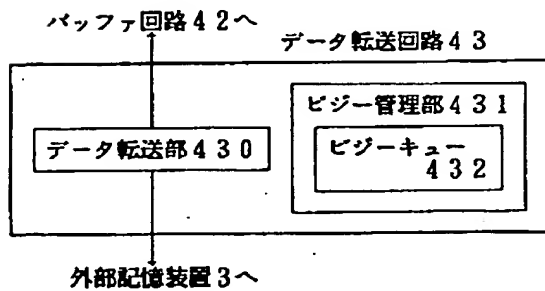 バッファ回路42へ
データ転送回路43
ビジー管理部431
データ転送部430
ビジーキュー
432
外部記憶装置3へ